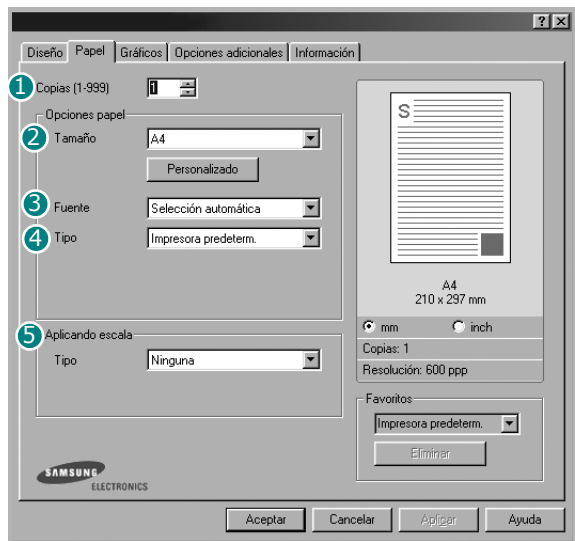 Diseño Papel Gráficos Opciones adicionales Información
1 Copias (1-999) 1
Opciones papel
2 Tamaño A4
Personalizado
3 Fuente Selección automática
4 Tipo Impresora predeterm.
5 Aplicando escala
Tipo Ninguna
S
A4
210 x 297 mm
mm inch
Copias: 1
Resolución: 600 ppp
Favoritos
Impresora predeterm.
Eliminar
SAMSUNG
ELECTRONICS
Aceptar Cancelar Aplicar Ayuda